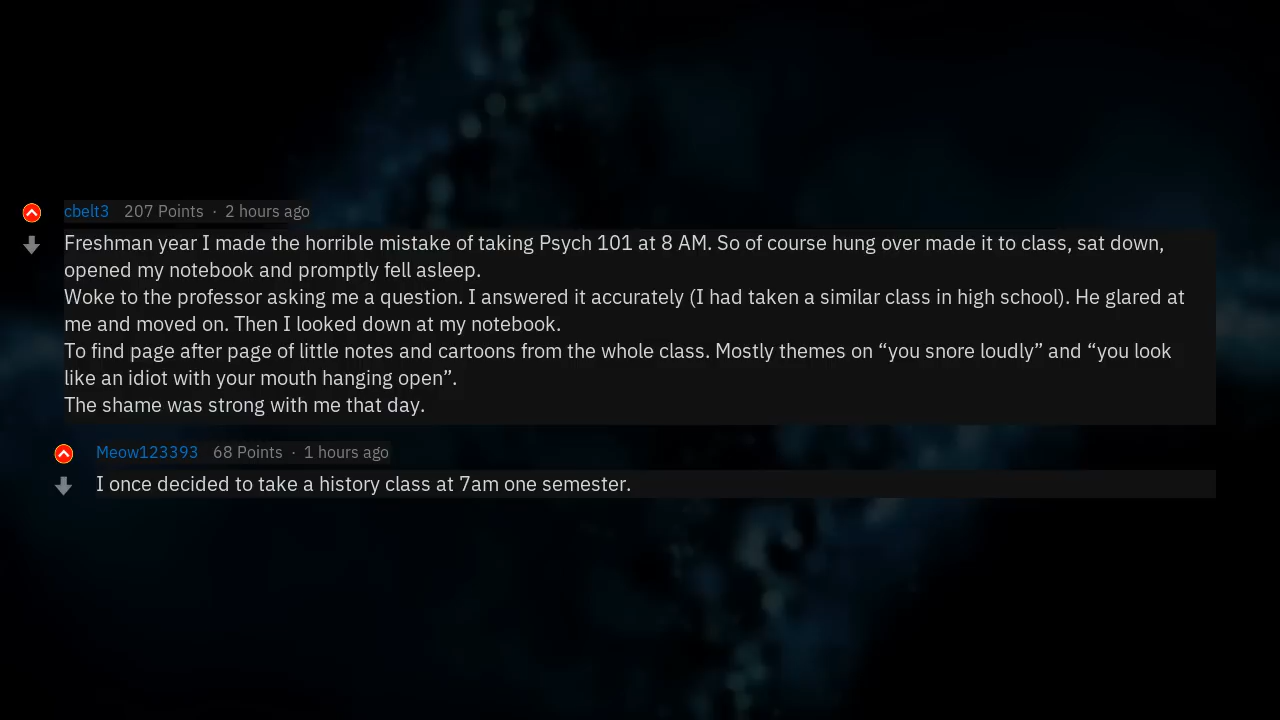 cbelt3 207 Points · 2 hours ago
Freshman year I made the horrible mistake of taking Psych 101 at 8 AM. So of course hung over made it to class, sat down,
opened my notebook and promptly fell asleep.
Woke to the professor asking me a question. I answered it accurately (I had taken a similar class in high school). He glared at
me and moved on. Then I looked down at my notebook.
To find page after page of little notes and cartoons from the whole class. Mostly themes on “you snore loudly” and “you look
like an idiot with your mouth hanging open”.
The shame was strong with me that day.
Meow123393 68 Points · 1 hours ago
I once decided to take a history class at 7am one semester.